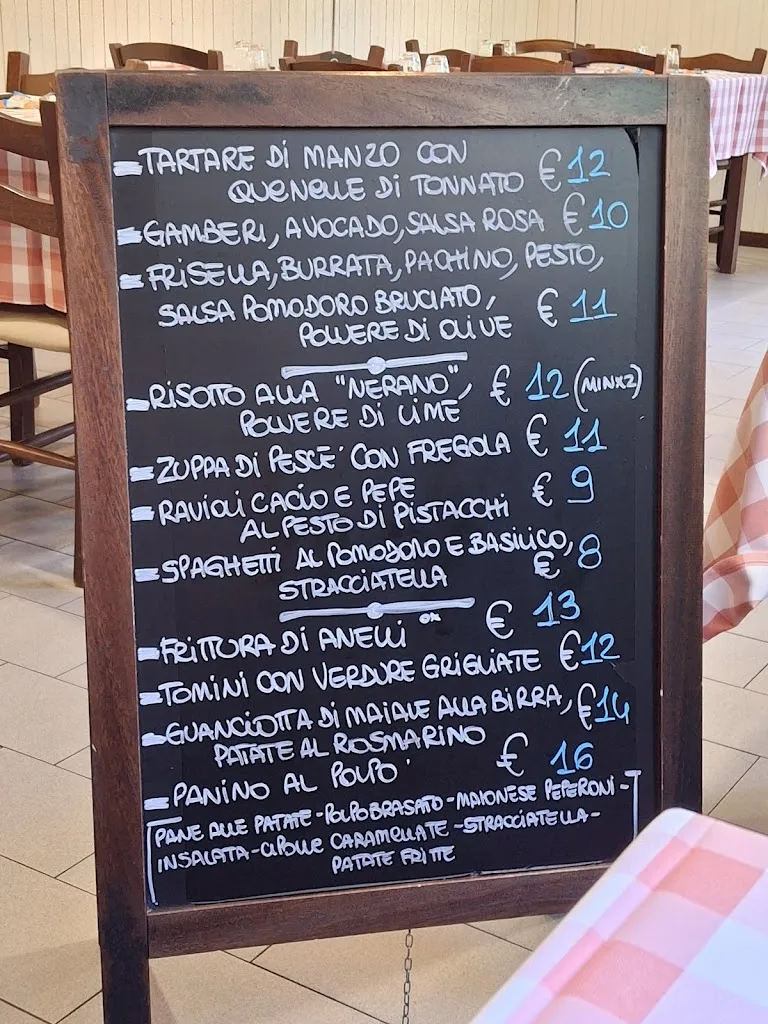 - TARTARE DI MANZO CON
QUENELLE DI TONNATO € 12
- GAMBERI, AVOCADO, SALSA ROSA € 10
- FRISELLA, BURRATA, PACHINO, PESTO,
SALSA POMODORO BRUCIATO,
POLVERE DI OLIVE € 11
- RISOTTO ALLA "NERANO", € 12 (MINX2)
POLVERE DI LIME
- ZUPPA DI PESCE CON FREGOLA € 11
- RAVIOLI CACIO E PEPE
AL PESTO DI PISTACCHI € 9
- SPAGHETTI AL POMODORO E BASILICO,
STRACCIATELLA € 8
- FRITTURA DI ANELLI € 13
- TOMINI CON VERDURE GRIGLIATE € 12
- GUANCIOTTA DI MAIALE ALLA BIRRA, € 14
PATATE AL ROSMARINO
- PANINO AL POLPO € 16
PANE ALLE PATATE - POLPO BRASATO - MAIONESE PEPERONI -
INSALATA - CIPOLLE CARAMELLATE - STRACCIATELLA -
PATATE FRITTE